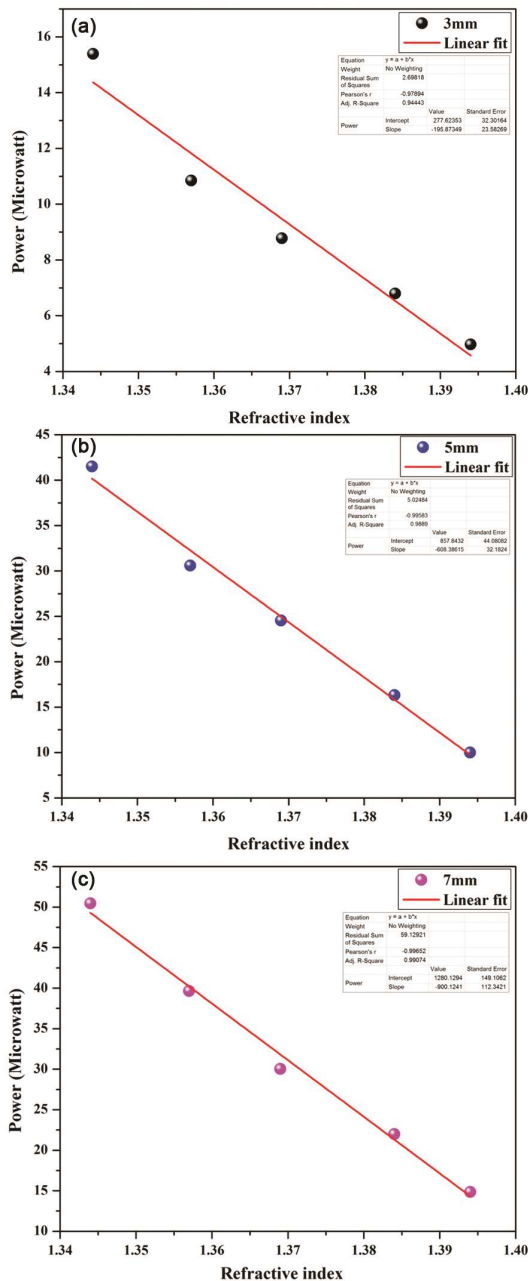 (a)
3mm
Linear fit
Equation y = a + b*x
Weight No Weighting
Residual Sum of Squares 2.69818
Pearson's r -0.97894
Adj. R-Square 0.94443
Value Standard Error
Power Intercept 277.62353 32.30164
Slope -195.87349 23.58269
Power (Microwatt)
16
14
12
10
8
6
4
1.34 1.35 1.36 1.37 1.38 1.39 1.40
Refractive index
(b)
5mm
Linear fit
Equation y = a + b*x
Weight No Weighting
Residual Sum of Squares 5.02484
Pearson's r -0.99583
Adj. R-Square 0.9889
Value Standard Error
Power Intercept 857.8432 44.08082
Slope -608.38615 32.1824
Power (Microwatt)
45
40
35
30
25
20
15
10
5
1.34 1.35 1.36 1.37 1.38 1.39 1.40
Refractive index
(c)
7mm
Linear fit
Equation y = a + b*x
Weight No Weighting
Residual Sum of Squares 59.12921
Pearson's r -0.99652
Adj. R-Square 0.99074
Value Standard Error
Power Intercept 1280.1294 149.1062
Slope -900.1241 112.3421
Power (Microwatt)
55
50
45
40
35
30
25
20
15
10
1.34 1.35 1.36 1.37 1.38 1.39 1.40
Refractive index